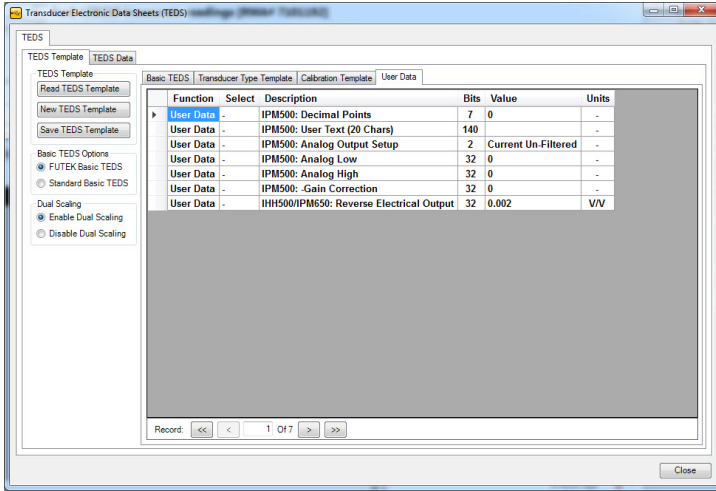 Transducer Electronic Data Sheets (TEDS)
TEDS
TEDS Template TEDS Data
TEDS Template
Read TEDS Template
New TEDS Template
Save TEDS Template
Basic TEDS Options
FUTEK Basic TEDS
Standard Basic TEDS
Dual Scaling
Enable Dual Scaling
Disable Dual Scaling
Basic TEDS Transducer Type Template Calibration Template User Data
Function Select Description Bits Value Units
User Data - IPM500: Decimal Points 7 0 -
User Data - IPM500: User Text (20 Chars) 140
User Data - IPM500: Analog Output Setup 2 Current Un-Filtered -
User Data - IPM500: Analog Low 32 0 -
User Data - IPM500: Analog High 32 0 -
User Data - IPM500: -Gain Correction 32 0 -
User Data - IHH500/IPM650: Reverse Electrical Output 32 0.002 V/V
Record: << < 1 Of 7 > >>
Close